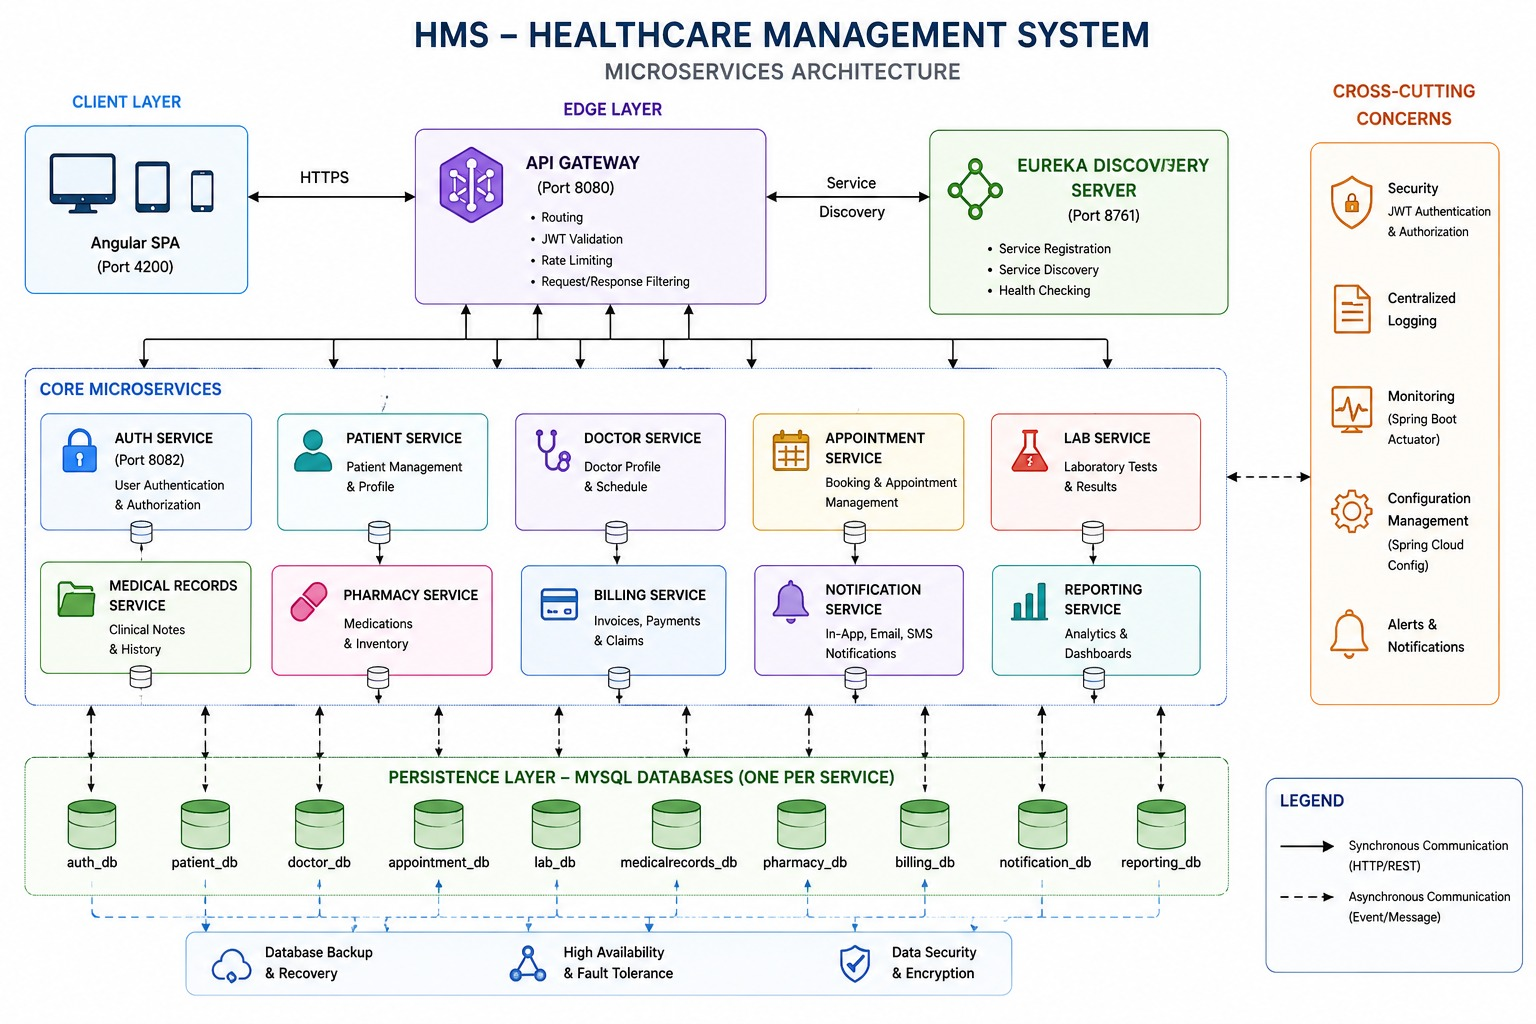 HMS – HEALTHCARE MANAGEMENT SYSTEM
MICROSERVICES ARCHITECTURE
CLIENT LAYER
Angular SPA
(Port 4200)
HTTPS
EDGE LAYER
API GATEWAY
(Port 8080)
• Routing
• JWT Validation
• Rate Limiting
• Request/Response Filtering
Service
Discovery
EUREKA
SERVER
(Port 8761)
• Service Registration
• Service Discovery
• Health Checking
CROSS-CUTTING
CONCERNS
Security
JWT Authentication
& Authorization
Centralized
Logging
Monitoring
(Spring Boot
Actuator)
Configuration
Management
(Spring Cloud
Config)
Alerts &
Notifications
CORE MICROSERVICES
AUTH SERVICE
(Port 8082)
User Authentication
& Authorization
PATIENT SERVICE
Patient Management
& Profile
DOCTOR SERVICE
Doctor Profile
& Schedule
APPOINTMENT
SERVICE
Booking & Appointment
Management
LAB SERVICE
Laboratory Tests
& Results
MEDICAL RECORDS
SERVICE
Clinical Notes
& History
PHARMACY SERVICE
Medications
& Inventory
BILLING SERVICE
Invoices, Payments
& Claims
NOTIFICATION
SERVICE
In-App, Email, SMS
Notifications
REPORTING
SERVICE
Analytics &
Dashboards
PERSISTENCE LAYER – MYSQL DATABASES (ONE PER SERVICE)
auth_db
patient_db
doctor_db
appointment_db
lab_db
medicalrecords_db
pharmacy_db
billing_db
notification_db
reporting_db
Database Backup
& Recovery
High Availability
& Fault Tolerance
Data Security
& Encryption
LEGEND
Synchronous Communication
(HTTP/REST)
Asynchronous Communication
(Event/Message)